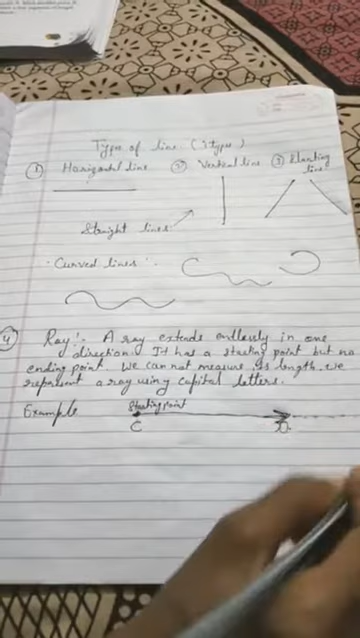 Types of line (types)
① Horizontal line ② Vertical line ③ Slanting line
Straight lines
Curved lines
④ Ray:- A ray extends endlessly in one
direction. It has a starting point but no
ending point. We can not measure its length. we
represent a ray using capital letters.
Example
Starting point
C D